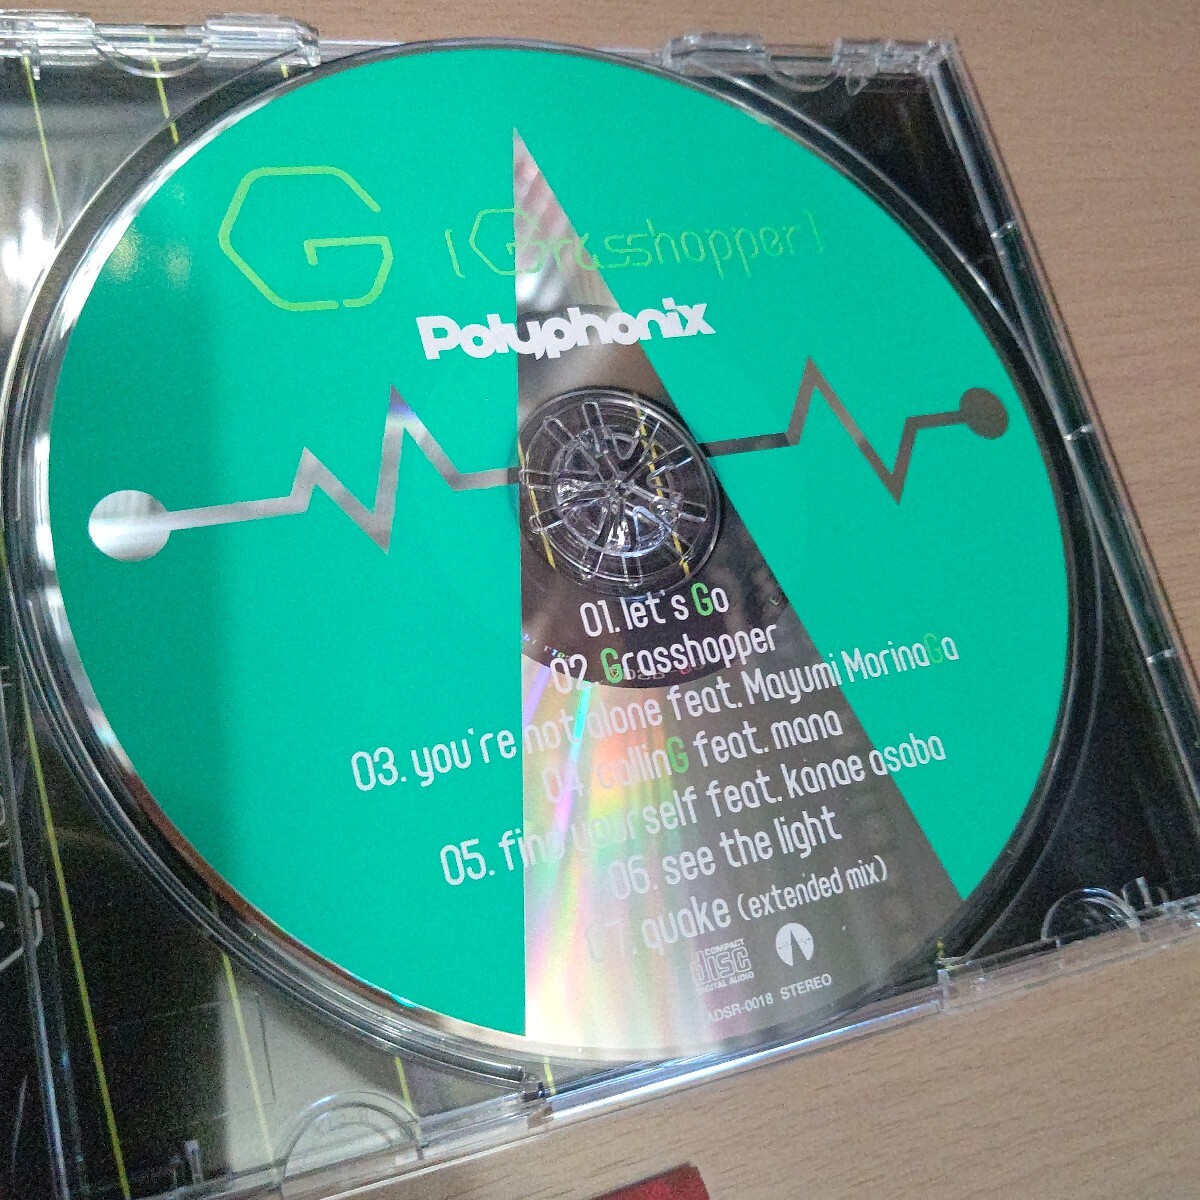 G [Grasshopper]
Polyphonix
01. let's Go
02. Grasshopper
03. you're not alone feat. Mayumi MorinaGa
04. callinG feat. mana
05. find yourself feat. kanae asaba
06. see the light
07. quake (extended mix)
COMPACT
disc
DIGITAL AUDIO
ADSR-0018 STEREO